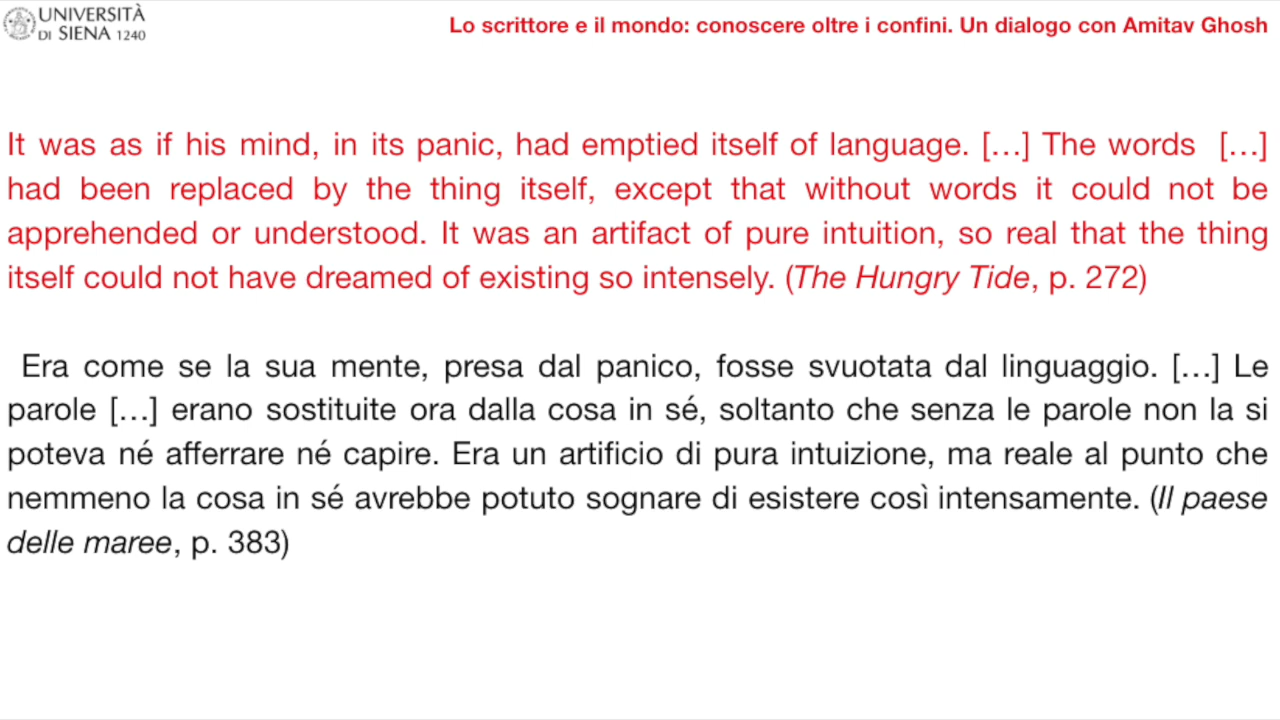 UNIVERSITÀ
DI SIENA 1240
Lo scrittore e il mondo: conoscere oltre i confini. Un dialogo con Amitav Ghosh
It was as if his mind, in its panic, had emptied itself of language. […] The words […]
had been replaced by the thing itself, except that without words it could not be
apprehended or understood. It was an artifact of pure intuition, so real that the thing
itself could not have dreamed of existing so intensely. (The Hungry Tide, p. 272)
Era come se la sua mente, presa dal panico, fosse svuotata dal linguaggio. […] Le
parole […] erano sostituite ora dalla cosa in sé, soltanto che senza le parole non la si
poteva né afferrare né capire. Era un artificio di pura intuizione, ma reale al punto che
nemmeno la cosa in sé avrebbe potuto sognare di esistere così intensamente. (Il paese
delle maree, p. 383)